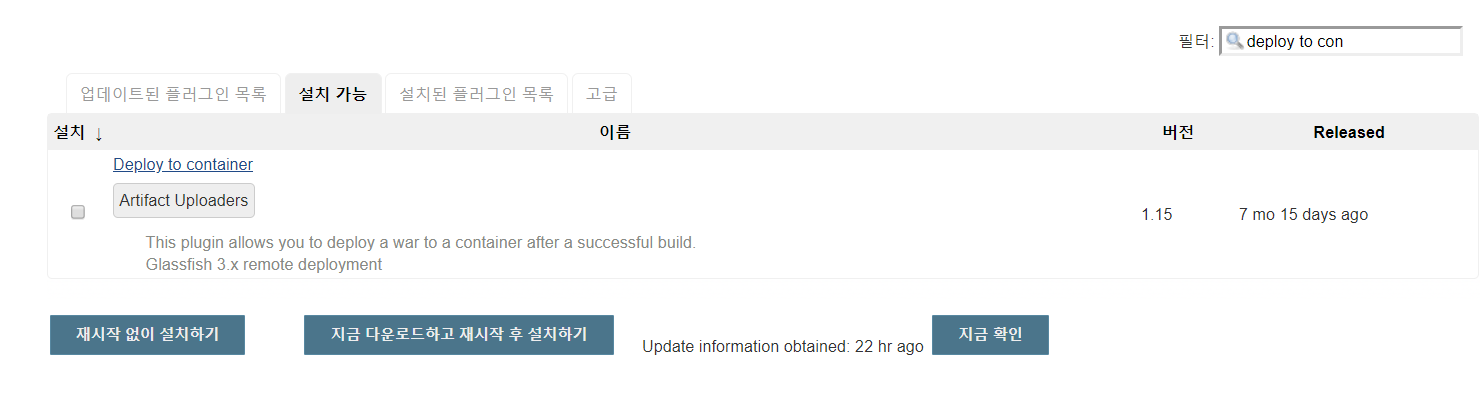 필터: deploy to con
업데이트된 플러그인 목록 설치 가능 설치된 플러그인 목록 고급
설치 ↓ 이름 버전 Released
Deploy to container
Artifact Uploaders
1.15 7 mo 15 days ago
This plugin allows you to deploy a war to a container after a successful build.
Glassfish 3.x remote deployment
재시작 없이 설치하기 지금 다운로드하고 재시작 후 설치하기 Update information obtained: 22 hr ago 지금 확인